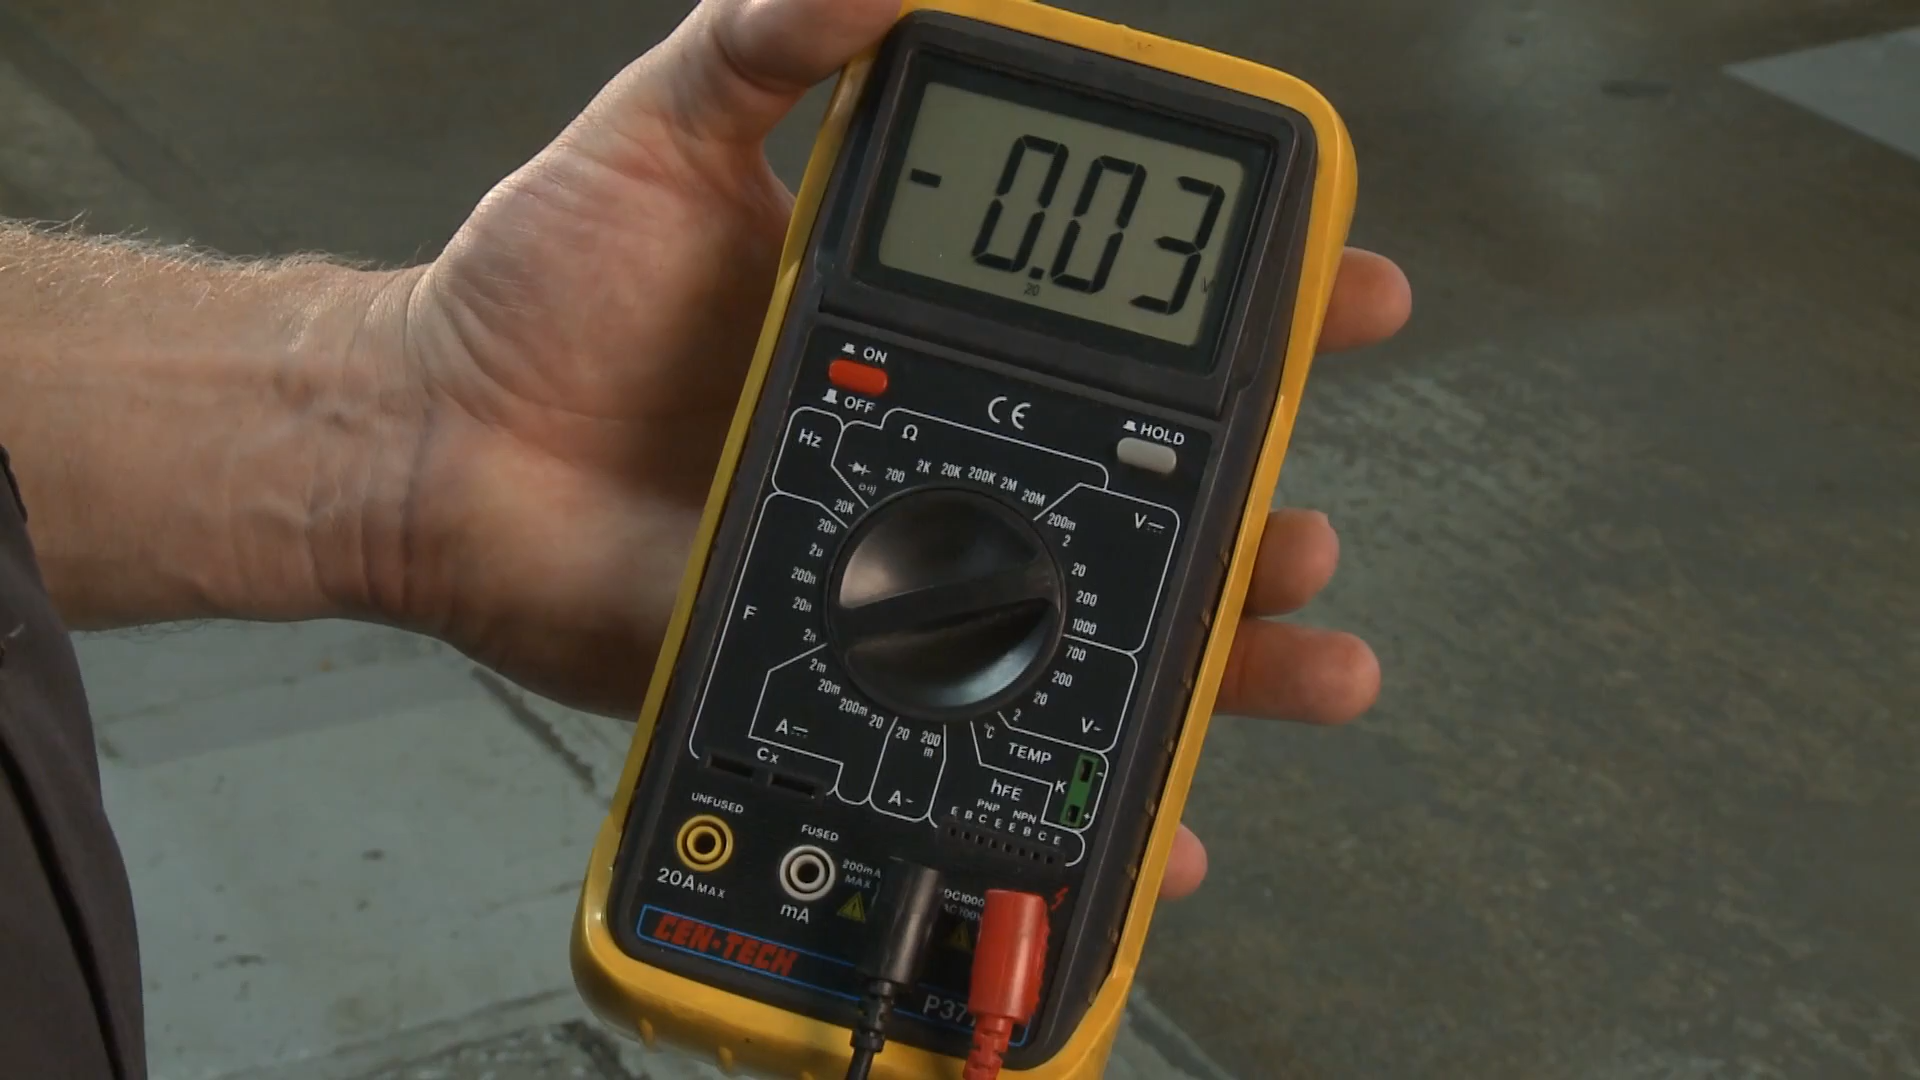 - 0.03
20
V
ON
OFF
CE
HOLD
Hz
Ω
200 2K 20K 200K 2M 20M
20K
20µ
2µ
200n
20n
2n
F
200m
2
20
200
1000
V
700
200
20
2
V~
2m
20m
200m
20
A
20
200
m
A~
°C
TEMP
K
- +
hFE
PNP NPN
E B C E E B C E
Cx
UNFUSED
20A MAX
FUSED
mA
200mA
MAX
CEN-TECH